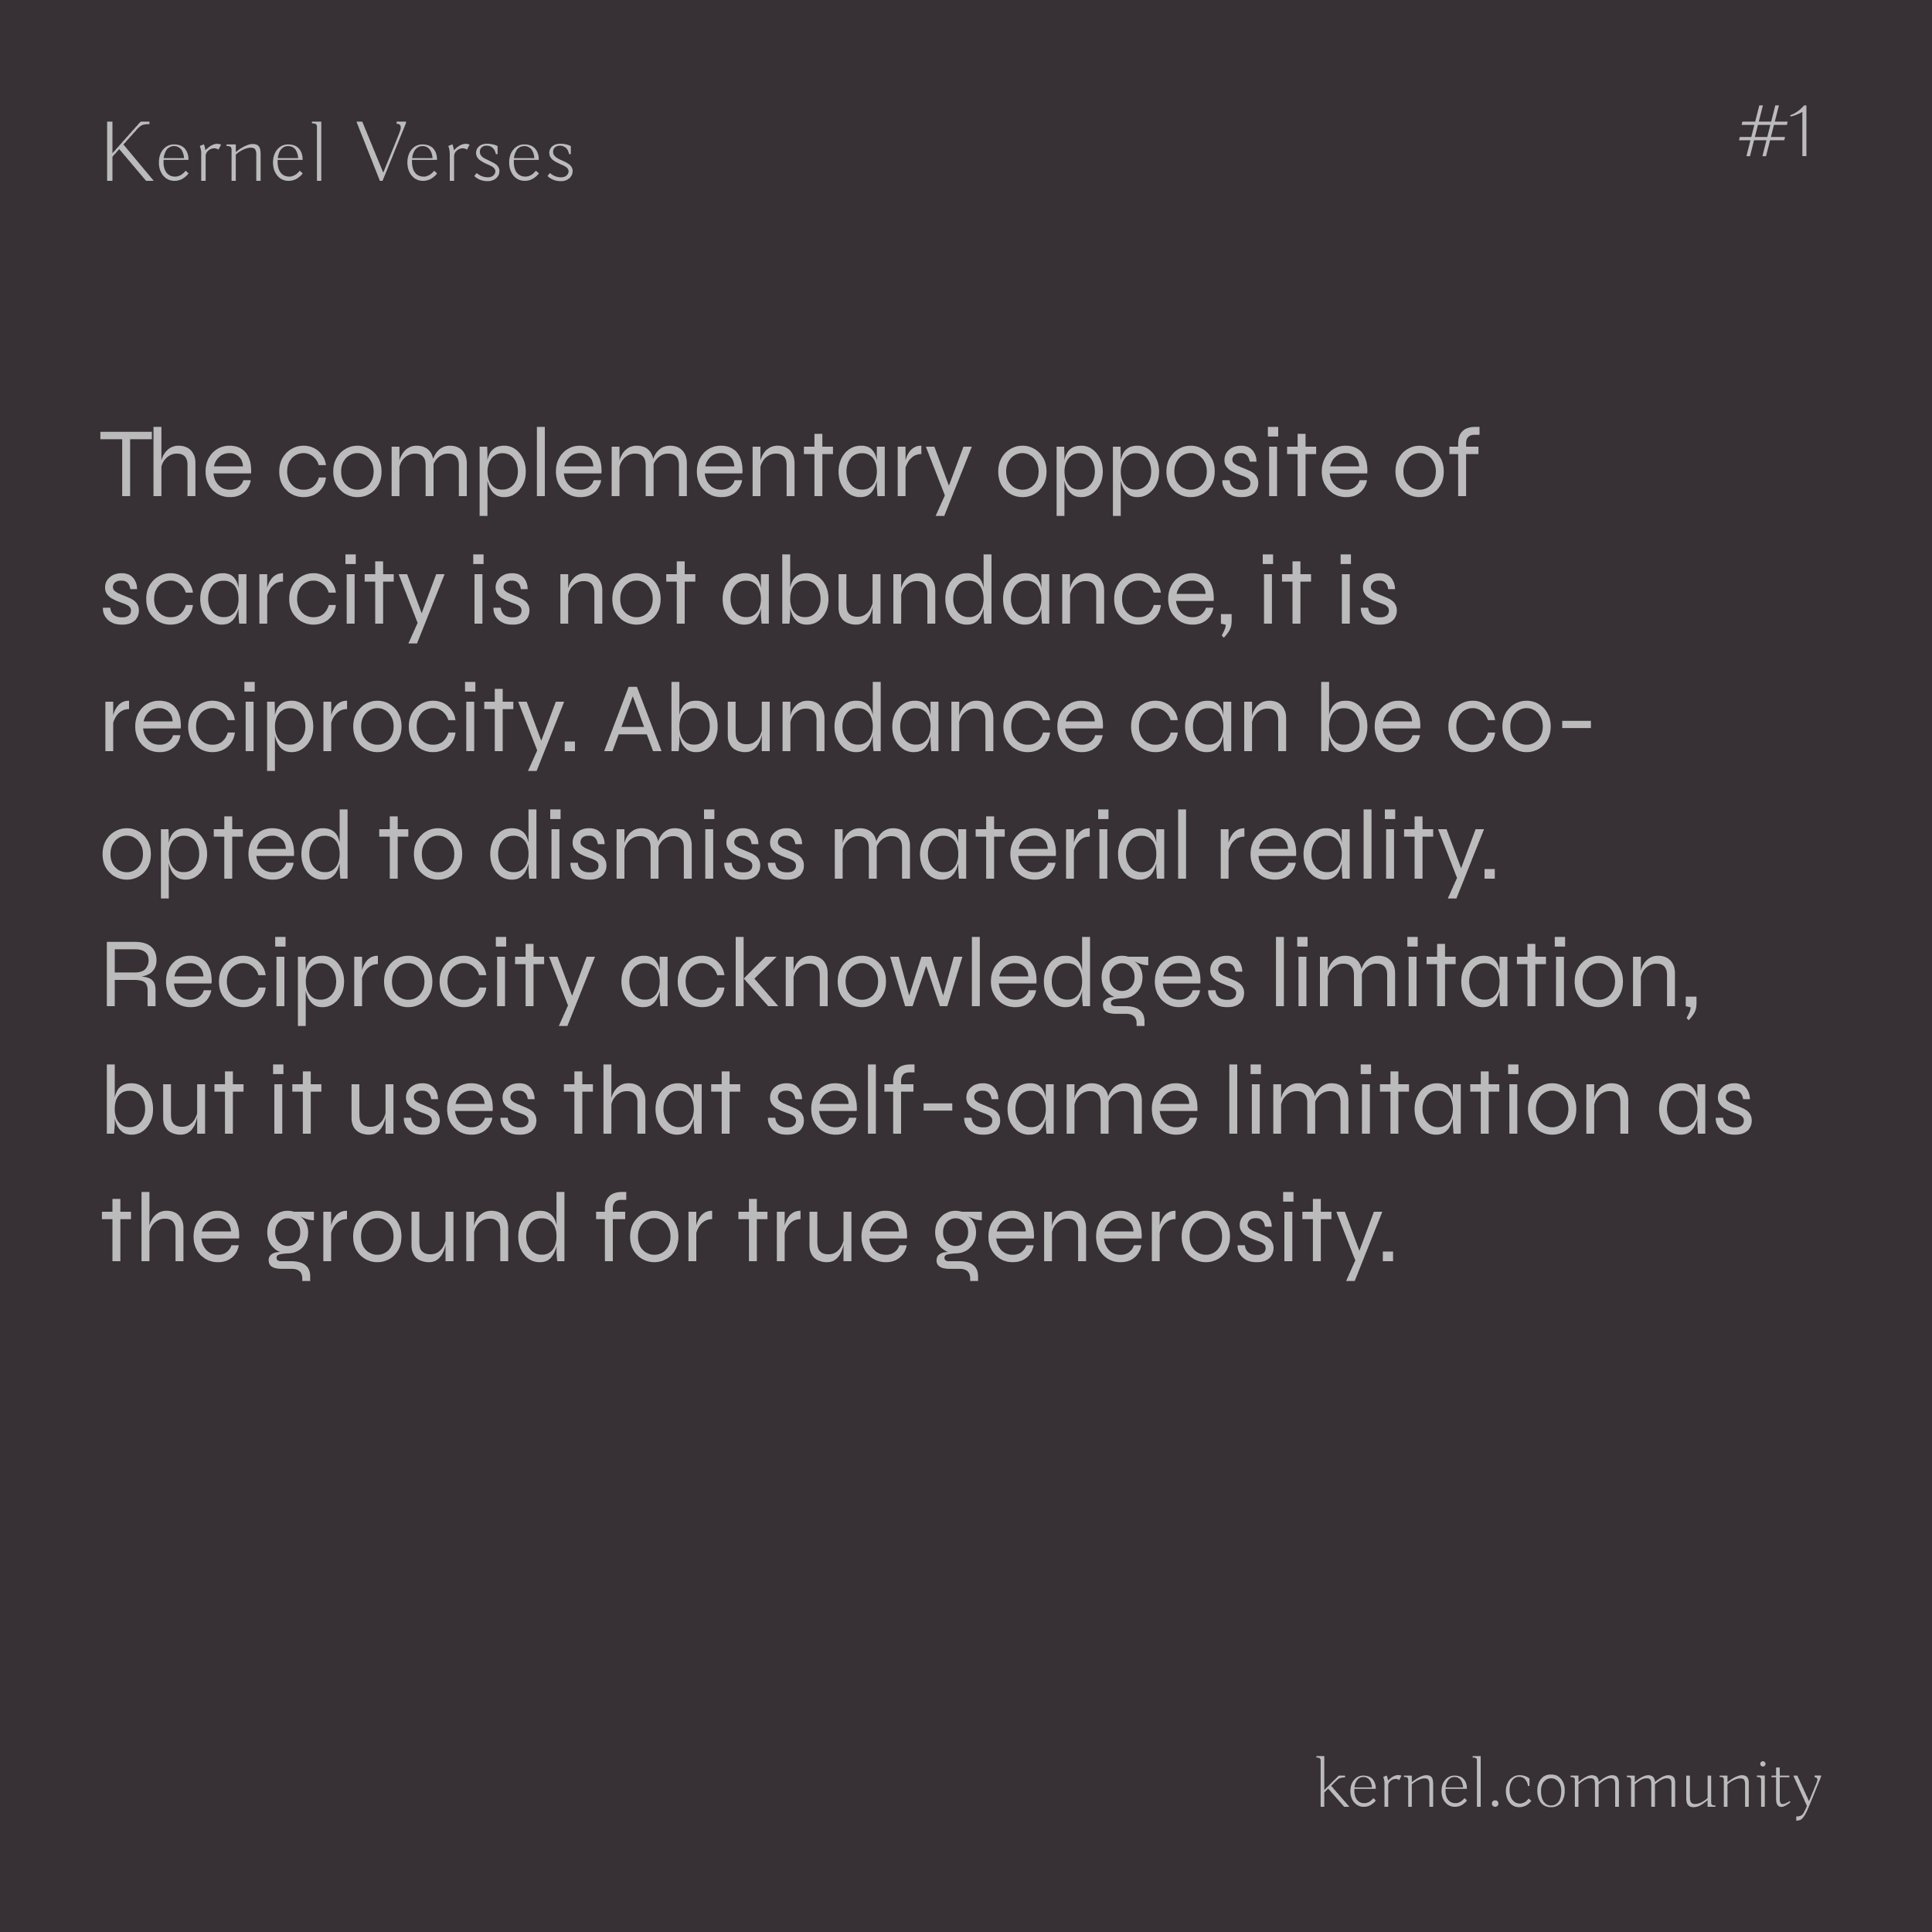 Kernel Verses
#1
The complementary opposite of
scarcity is not abundance, it is
reciprocity. Abundance can be co-
opted to dismiss material reality.
Reciprocity acknowledges limitation,
but it uses that self-same limitation as
the ground for true generosity.
kernel.community